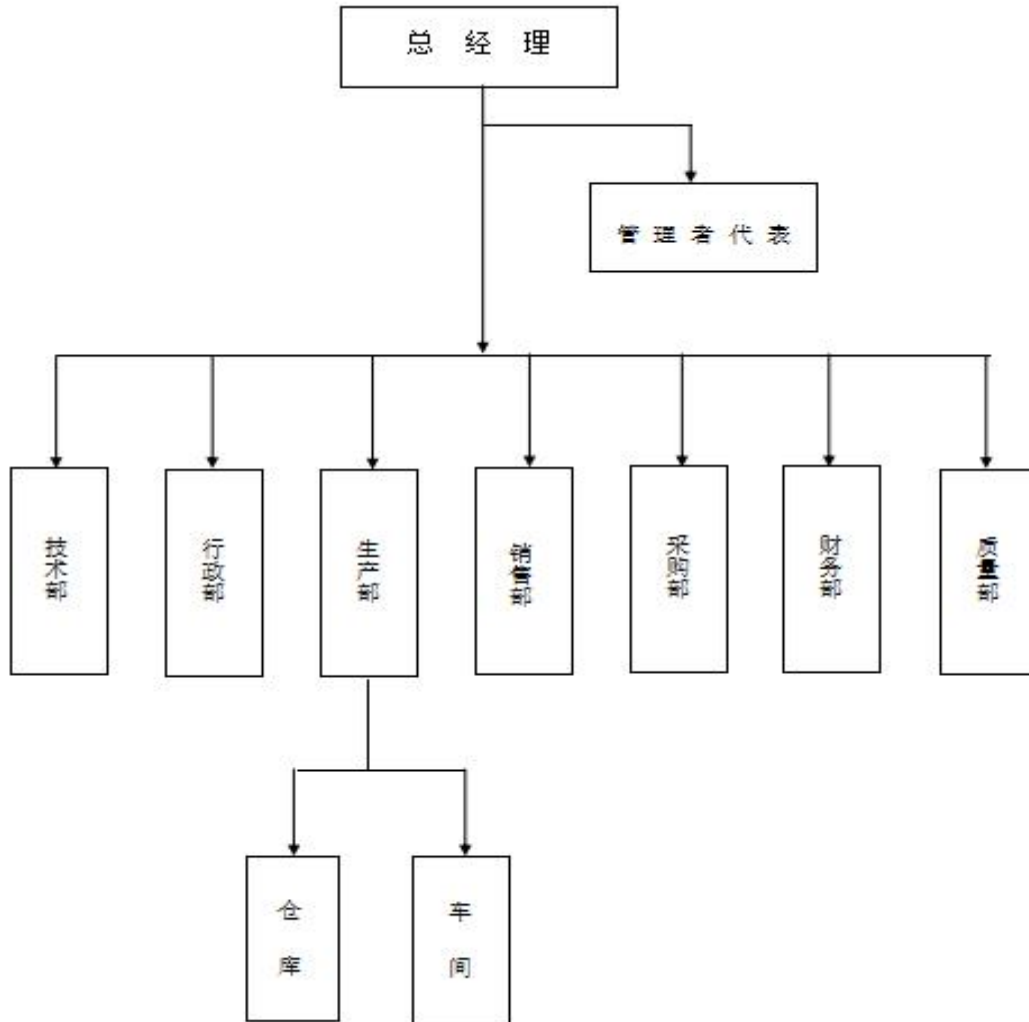 总 经 理
管 理 者 代 表
技术部
行政部
生产部
销售部
采购部
财务部
质量部
仓库
车间